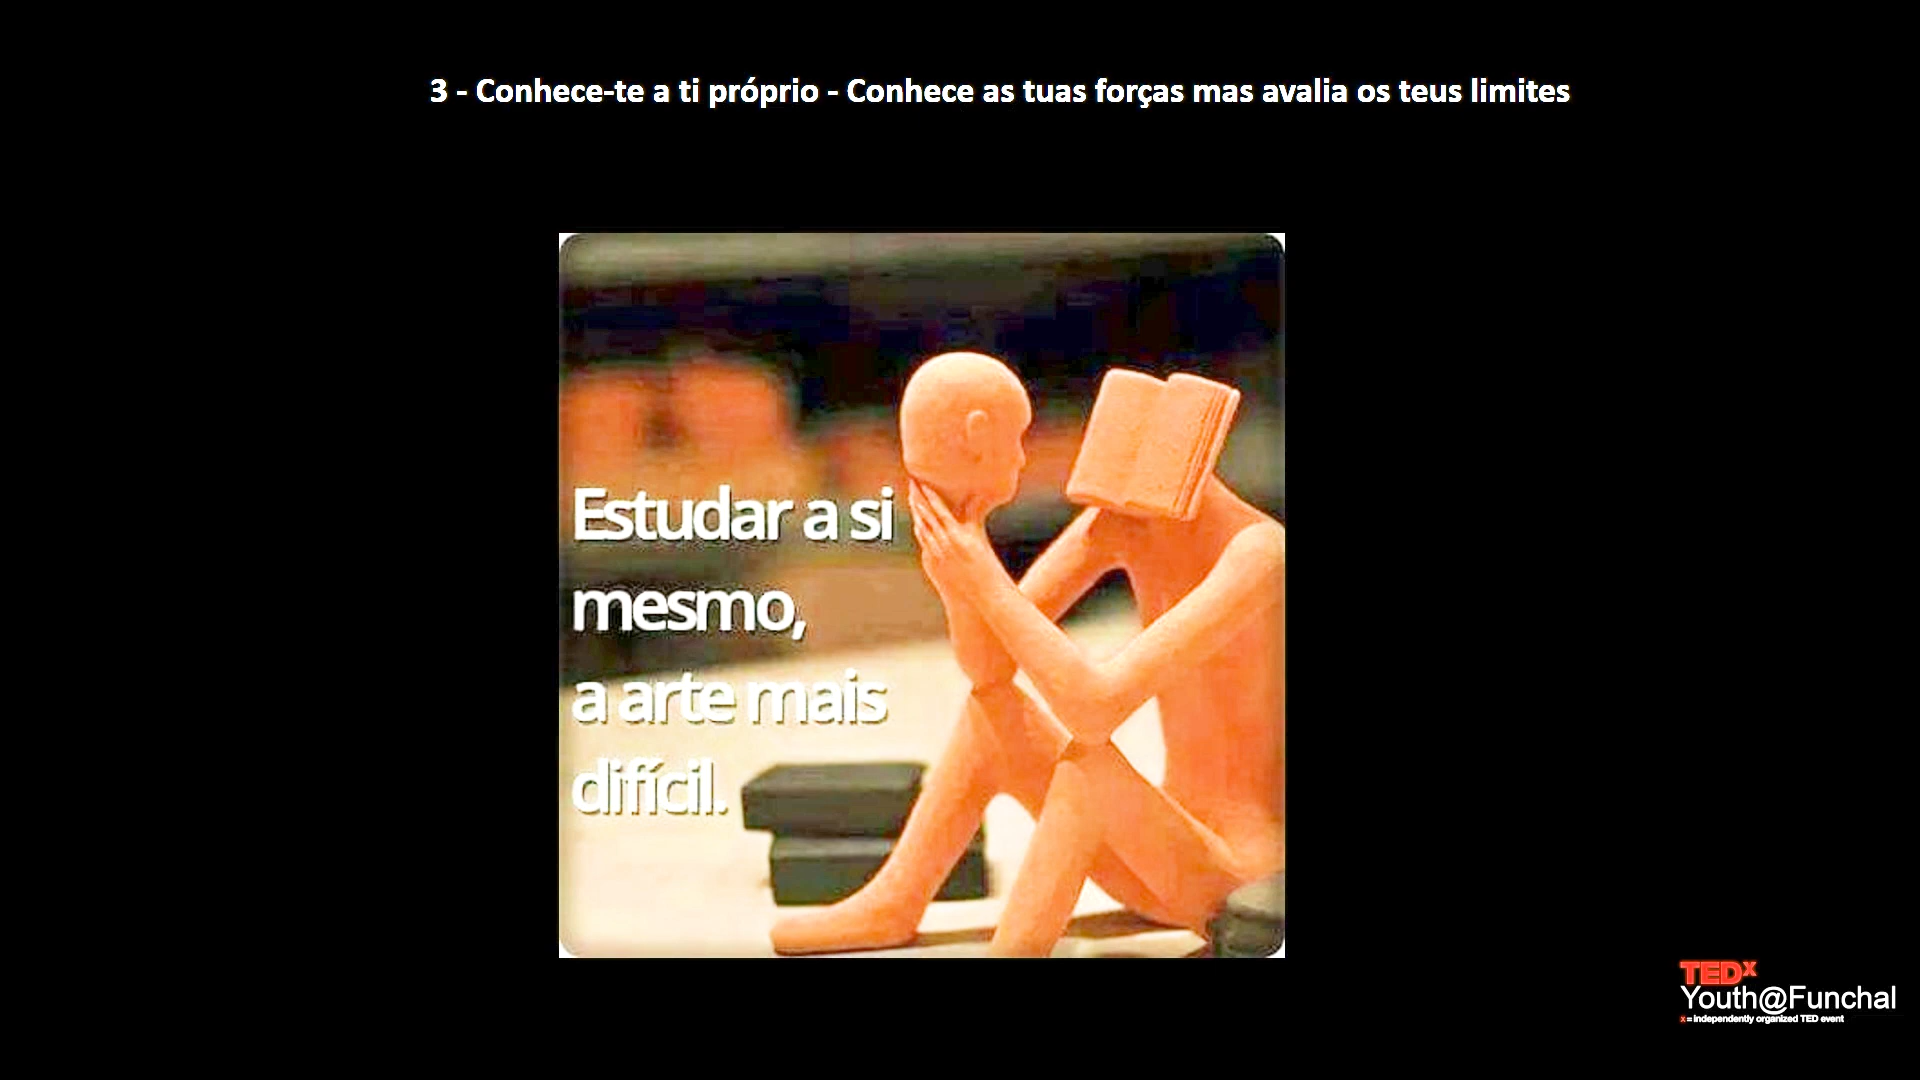 3 - Conhece-te a ti próprio - Conhece as tuas forças mas avalia os teus limites
Estudar a si
mesmo,
a arte mais
difícil.
TEDx
Youth@Funchal
x = independently organized TED event